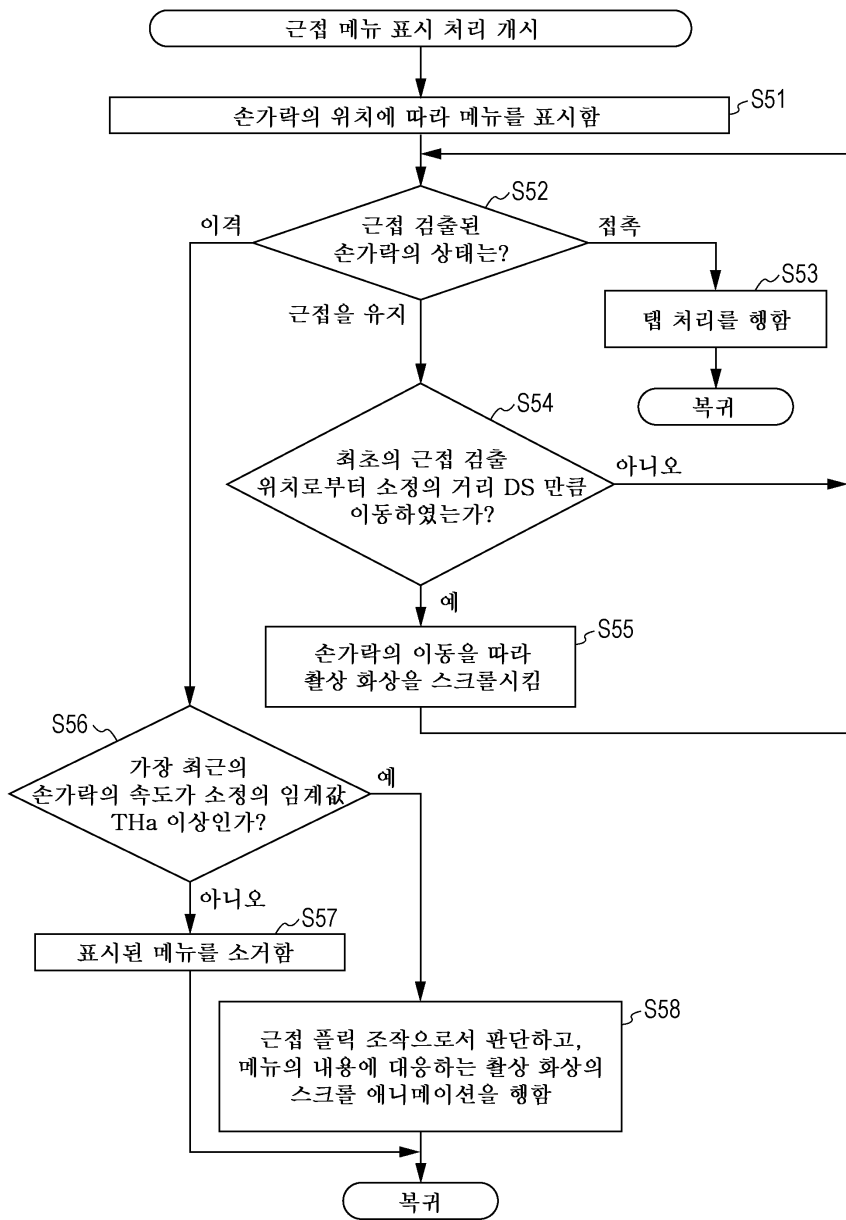 근접 메뉴 표시 처리 개시
S51
손가락의 위치에 따라 메뉴를 표시함
S52
이격
근접 검출된
손가락의 상태는?
접촉
S53
근접을 유지
탭 처리를 행함
복귀
S54
최초의 근접 검출
위치로부터 소정의 거리 DS 만큼
이동하였는가?
아니오
예
S55
손가락의 이동을 따라
촬상 화상을 스크롤시킴
S56
가장 최근의
손가락의 속도가 소정의 임계값
THa 이상인가?
예
아니오
S57
표시된 메뉴를 소거함
S58
근접 플릭 조작으로서 판단하고,
메뉴의 내용에 대응하는 촬상 화상의
스크롤 애니메이션을 행함
복귀